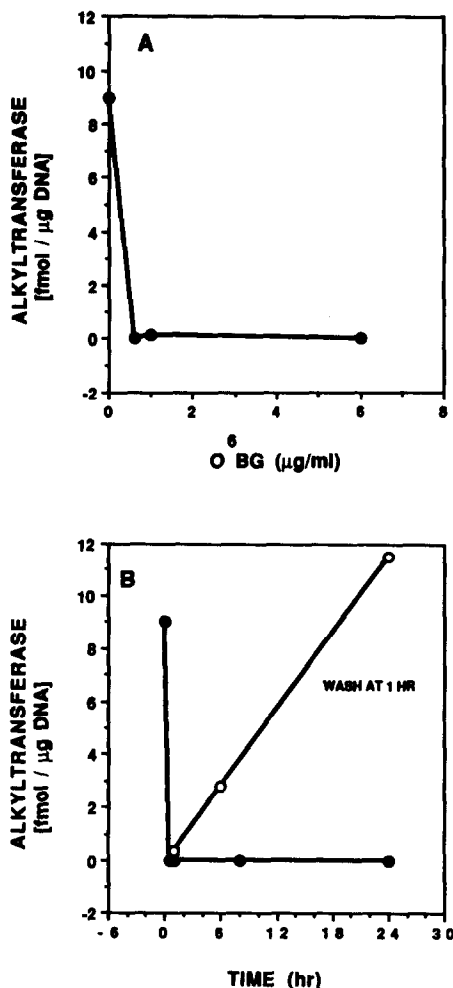 A
12
10
8
6
4
2
0
-2
ALKYLTRANSFERASE
[fmol / µg DNA]
0 2 4 6 8
O⁶BG (µg/ml)
B
12
10
8
6
4
2
0
-2
ALKYLTRANSFERASE
[fmol / µg DNA]
WASH AT 1 HR
-6 0 6 12 18 24 30
TIME (hr)